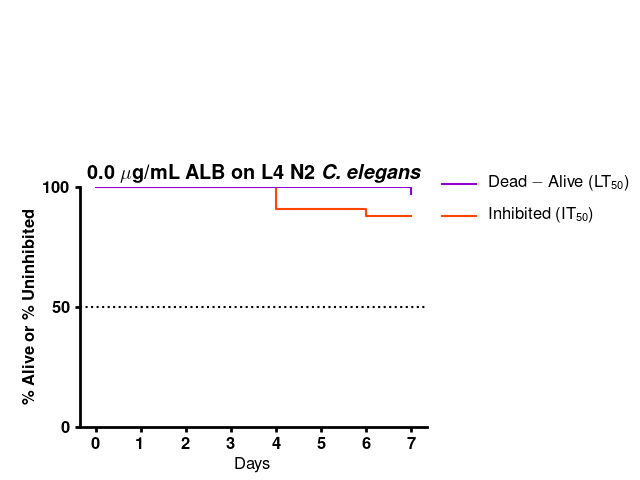 0.0 μg/mL ALB on L4 N2 C. elegans
Dead − Alive (LT50)
Inhibited (IT50)
% Alive or % Uninhibited
100
50
0
0 1 2 3 4 5 6 7
Days